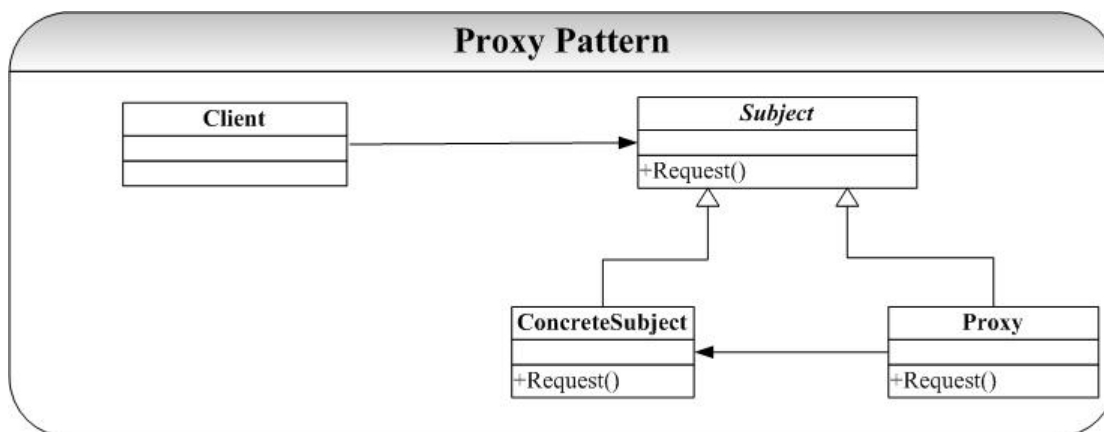 Proxy Pattern
Client
Subject
+Request()
ConcreteSubject
+Request()
Proxy
+Request()